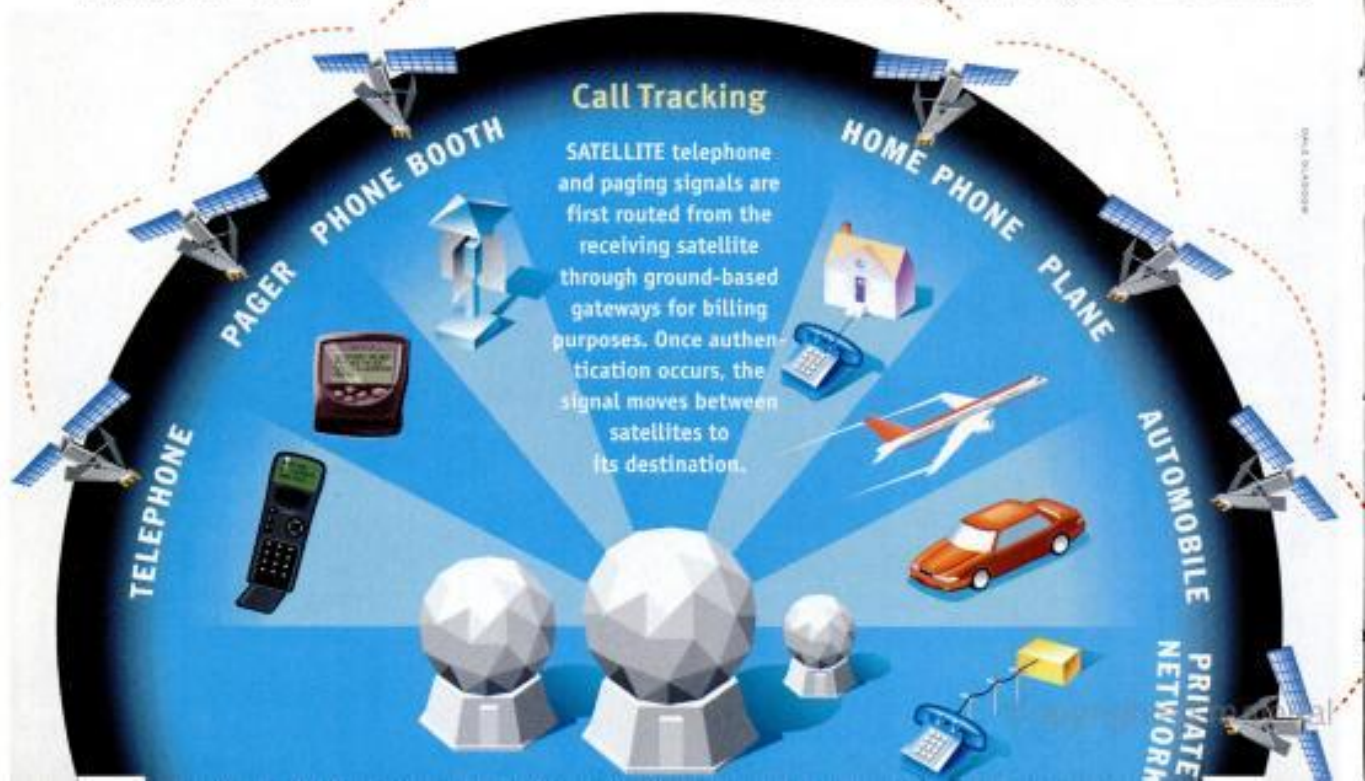 Call Tracking
SATELLITE telephone
and paging signals are
first routed from the
receiving satellite
through ground-based
gateways for billing
purposes. Once authen-
tication occurs, the
signal moves between
satellites to
its destination.
TELEPHONE
PAGER
PHONE BOOTH
HOME PHONE
PLANE
AUTOMOBILE
PRIVATE